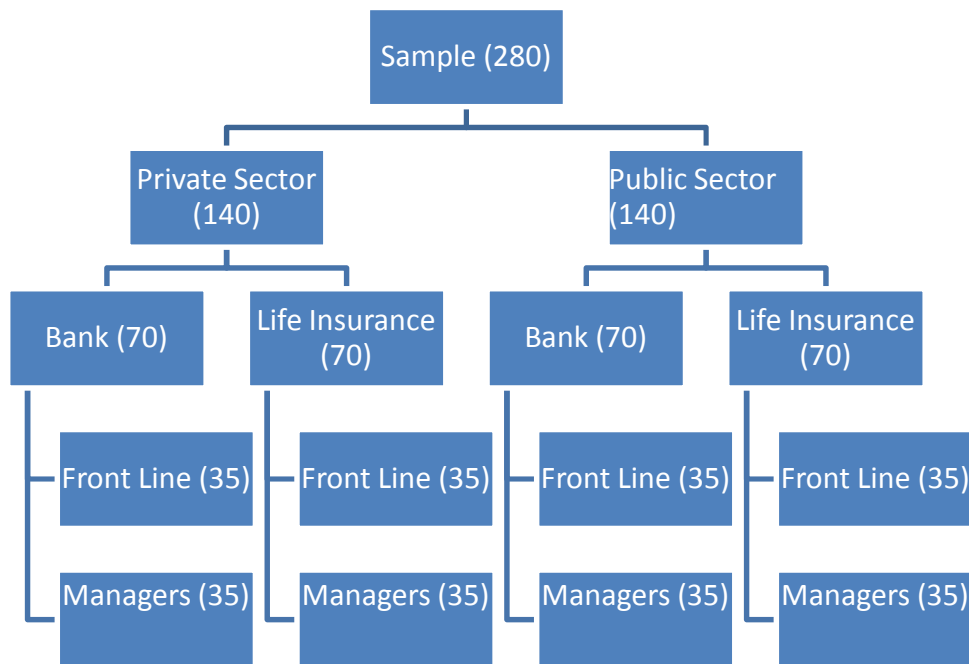 Sample (280)
Private Sector
(140)
Public Sector
(140)
Bank (70)
Life Insurance
(70)
Bank (70)
Life Insurance
(70)
Front Line (35)
Front Line (35)
Front Line (35)
Front Line (35)
Managers (35)
Managers (35)
Managers (35)
Managers (35)